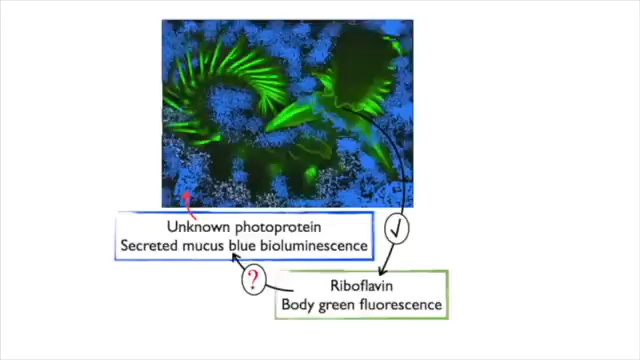 Unknown photoprotein
Secreted mucus blue bioluminescence
√
?
Riboflavin
Body green fluorescence